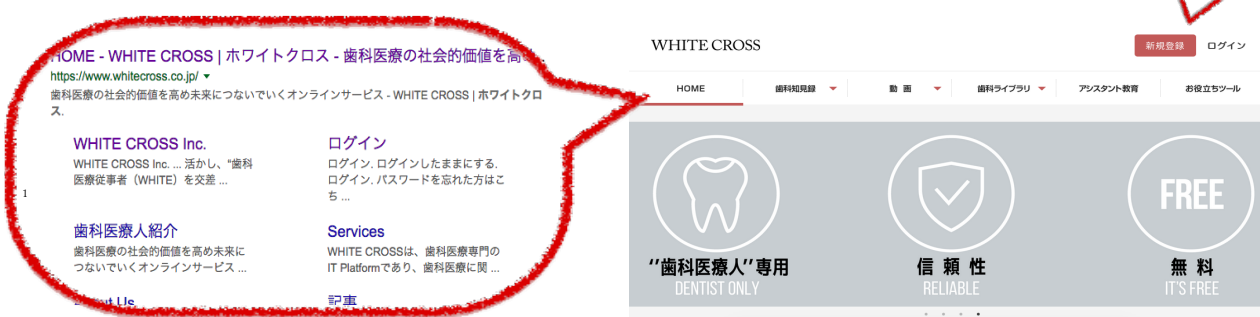 HOME - WHITE CROSS | ホワイトクロス - 歯科医療の社会的価値を高
https://www.whitecross.co.jp/
歯科医療の社会的価値を高め未来につないでいくオンラインサービス - WHITE CROSS | ホワイトクロ
ス.
WHITE CROSS Inc.
WHITE CROSS Inc. ... 活かし、“歯科
医療従事者（WHITE）を交差 ...
ログイン
ログイン. ログインしたままにする.
ログイン. パスワードを忘れた方はこ
ち ...
1
歯科医療人紹介
歯科医療の社会的価値を高め未来に
つないでいくオンラインサービス ...
Services
WHITE CROSSは、歯科医療専門の
IT Platformであり、歯科医療に関 ...
Us
記事
WHITE CROSS
新規登録 ログイン
HOME 歯科知見録 動画 歯科ライブラリ アシスタント教育 お役立ちツール
"歯科医療人"専用
DENTIST ONLY
信頼性
RELIABLE
FREE
無料
IT'S FREE